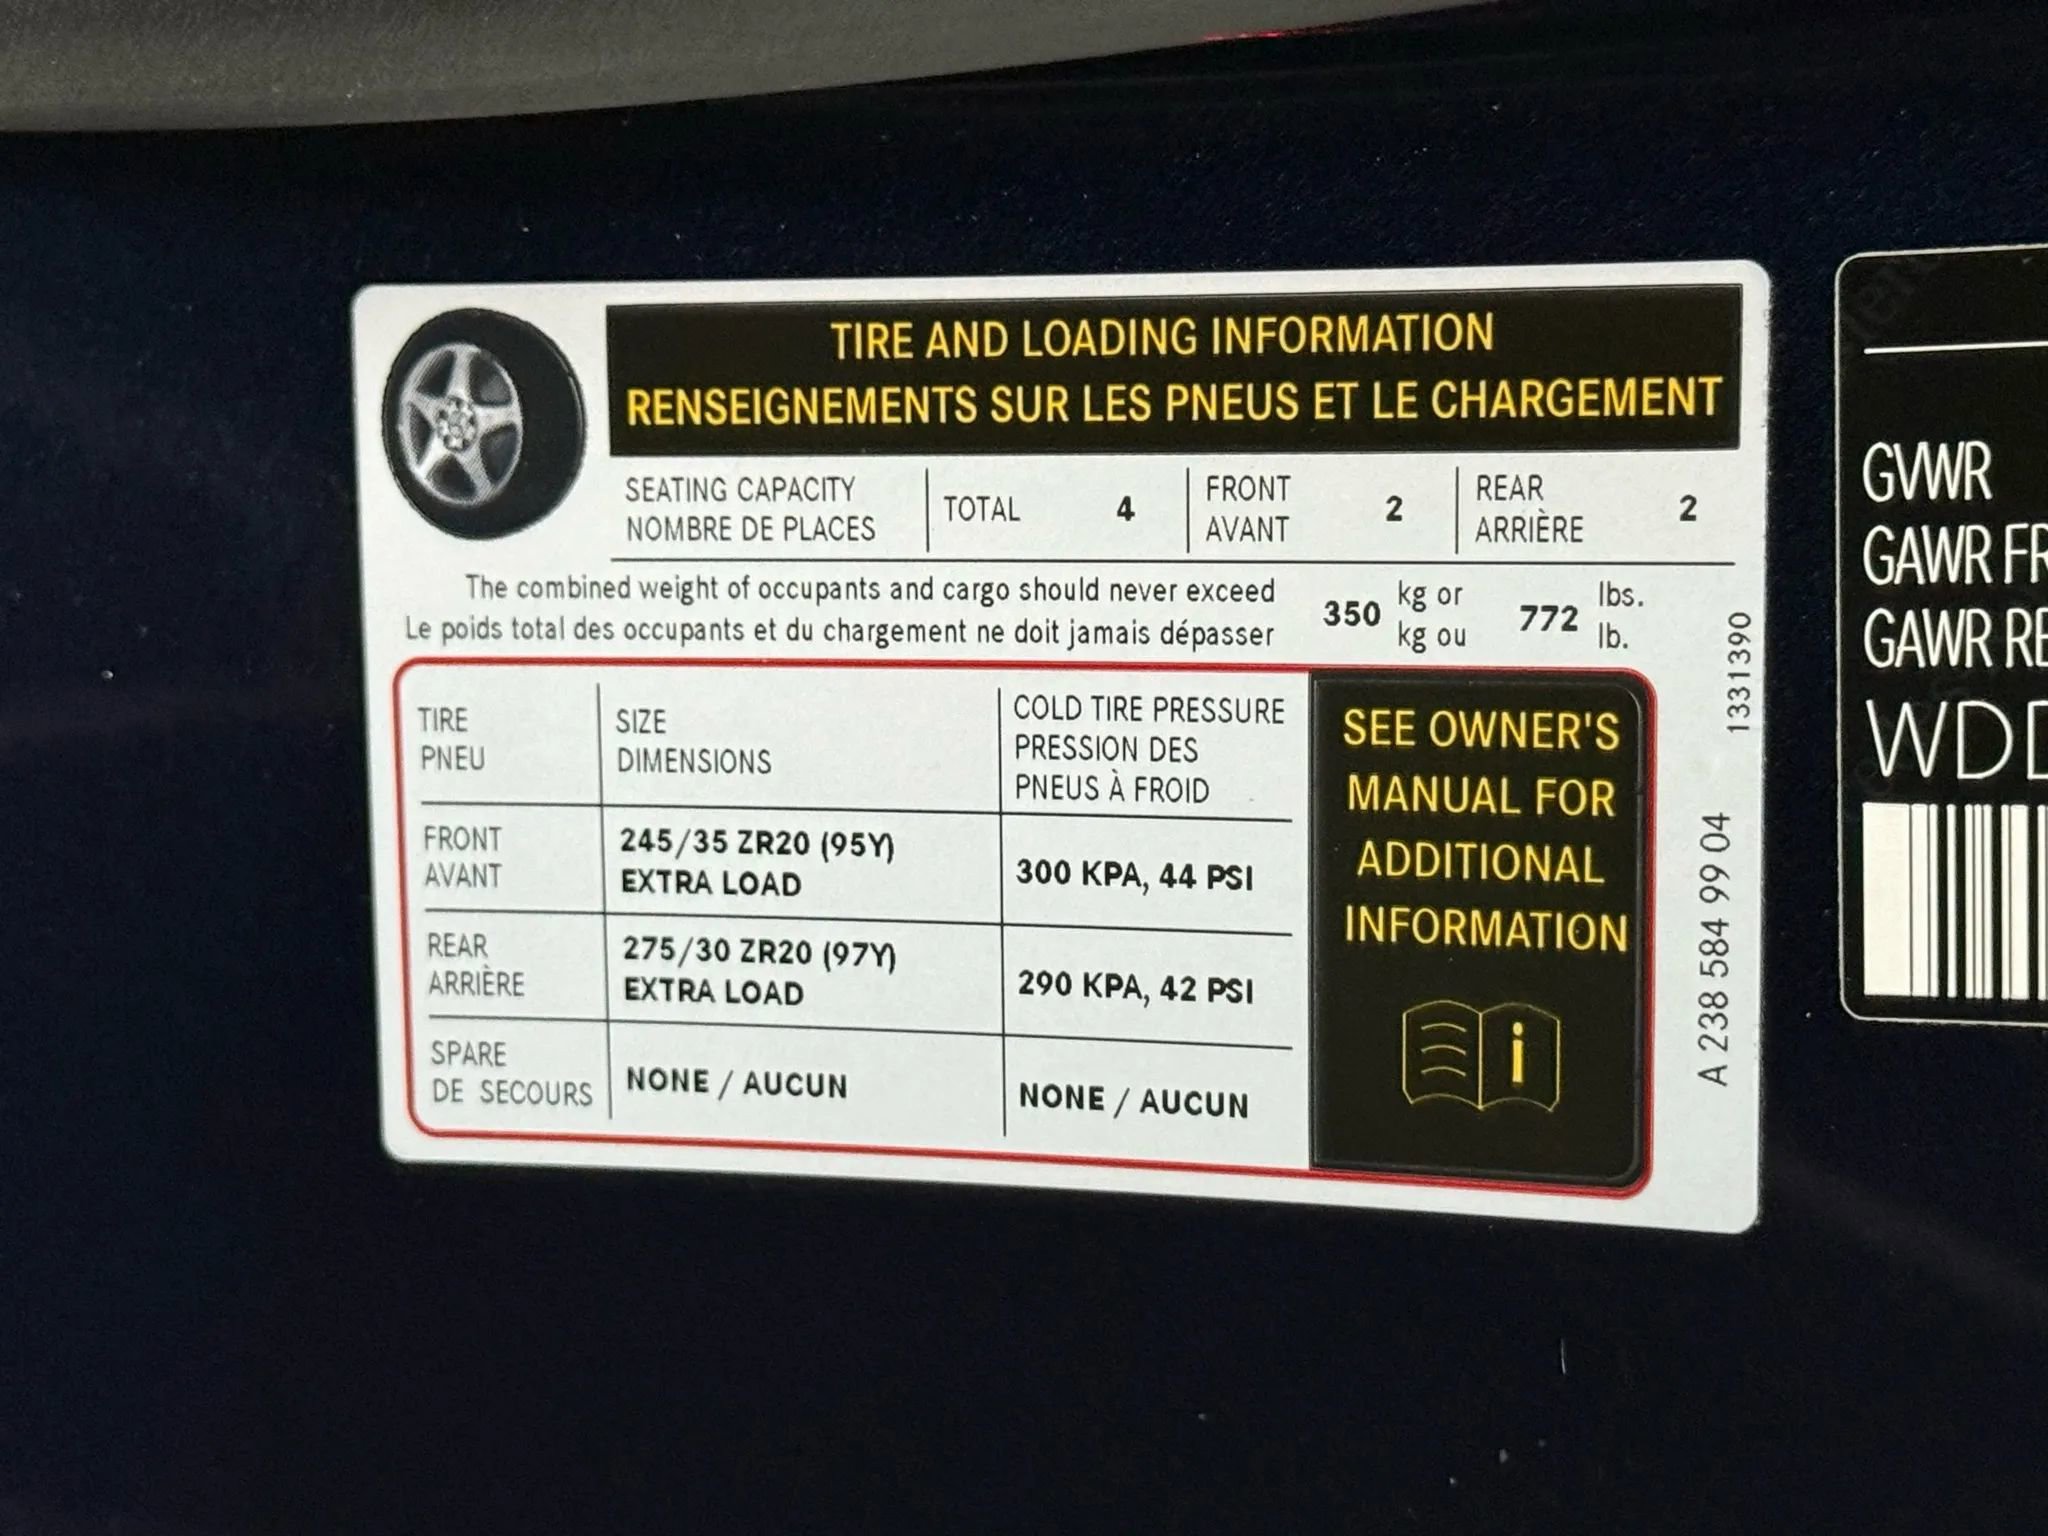 TIRE AND LOADING INFORMATION
RENSEIGNEMENTS SUR LES PNEUS ET LE CHARGEMENT
SEATING CAPACITY
NOMBRE DE PLACES
TOTAL 4
FRONT
AVANT
2
REAR
ARRIÈRE
2
The combined weight of occupants and cargo should never exceed
Le poids total des occupants et du chargement ne doit jamais dépasser
350
kg or
kg ou
772
lbs.
lb.
TIRE
PNEU
SIZE
DIMENSIONS
COLD TIRE PRESSURE
PRESSION DES
PNEUS À FROID
FRONT
AVANT
245/35 ZR20 (95Y)
EXTRA LOAD
300 KPA, 44 PSI
REAR
ARRIÈRE
275/30 ZR20 (97Y)
EXTRA LOAD
290 KPA, 42 PSI
SPARE
DE SECOURS
NONE / AUCUN
NONE / AUCUN
SEE OWNER'S
MANUAL FOR
ADDITIONAL
INFORMATION
i
1331390
A 238 584 99 04
GVWR
GAWR FR
GAWR RE
WDD